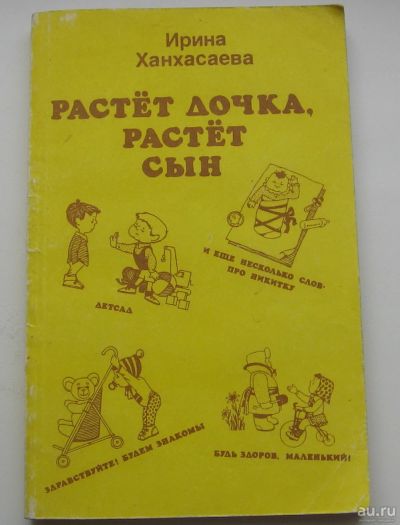 Ирина
Ханхасаева
РАСТЁТ ДОЧКА,
РАСТЁТ
СЫН
И ЕЩЕ НЕСКОЛЬКО СЛОВ-
ПРО НИКИТКУ
ДЕТСАД
ЗДРАВСТВУЙТЕ! БУДЕМ ЗНАКОМЫ
БУДЬ ЗДОРОВ, МАЛЕНЬКИЙ!
au.ru